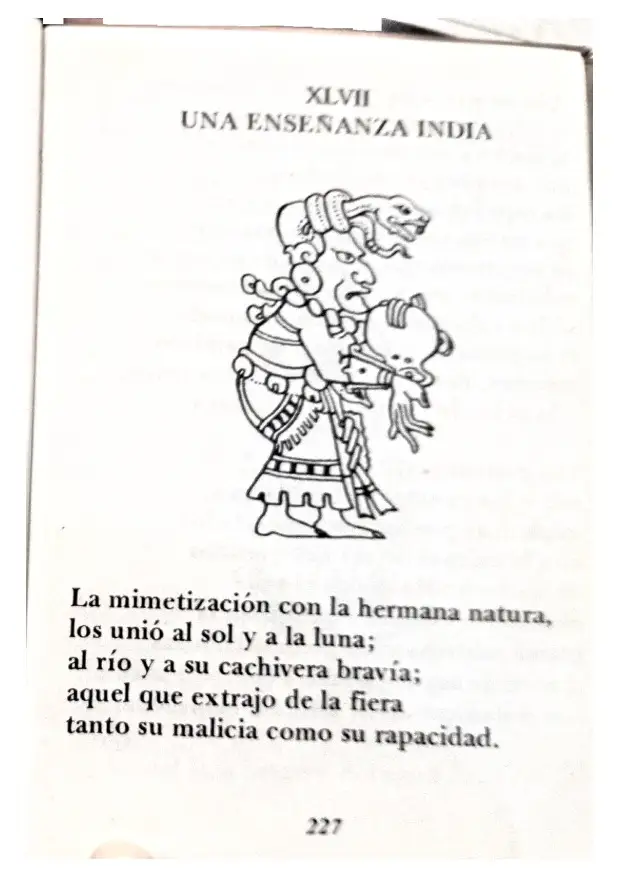 XLVII
UNA ENSEÑANZA INDIA
La mimetización con la hermana natura,
los unió al sol y a la luna;
al río y a su cachivera bravía;
aquel que extrajo de la fiera
tanto su malicia como su rapacidad.
227